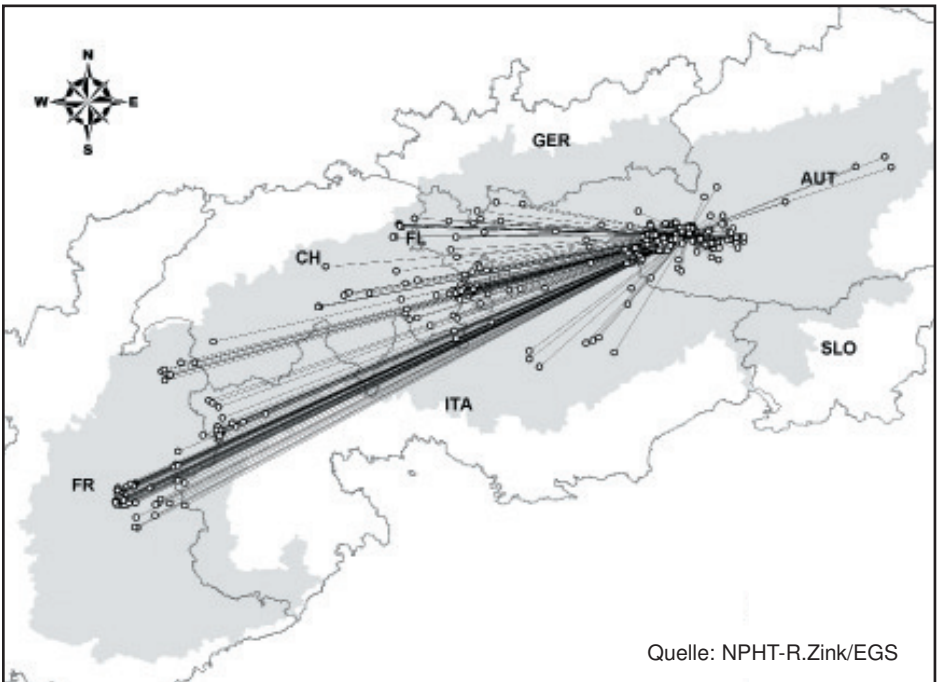 N
W E
S
GER
AUT
FL
CH
SLO
ITA
FR
Quelle: NPHT-R.Zink/EGS